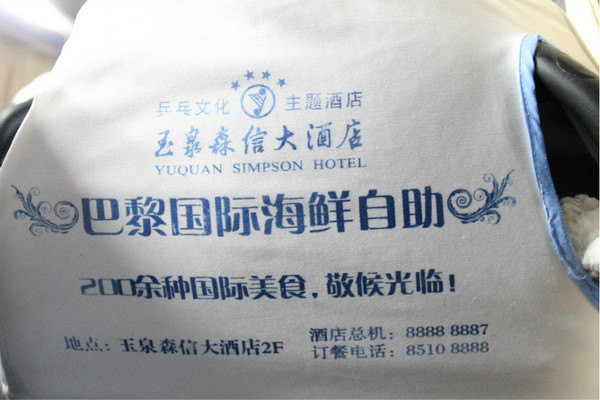 乒乓文化 主题酒店
玉泉森信大酒店
YUQUAN SIMPSON HOTEL
巴黎国际海鲜自助
200余种国际美食，敬候光临！
酒店总机：8888 8887
地点：玉泉森信大酒店2F
订餐电话：8510 8888